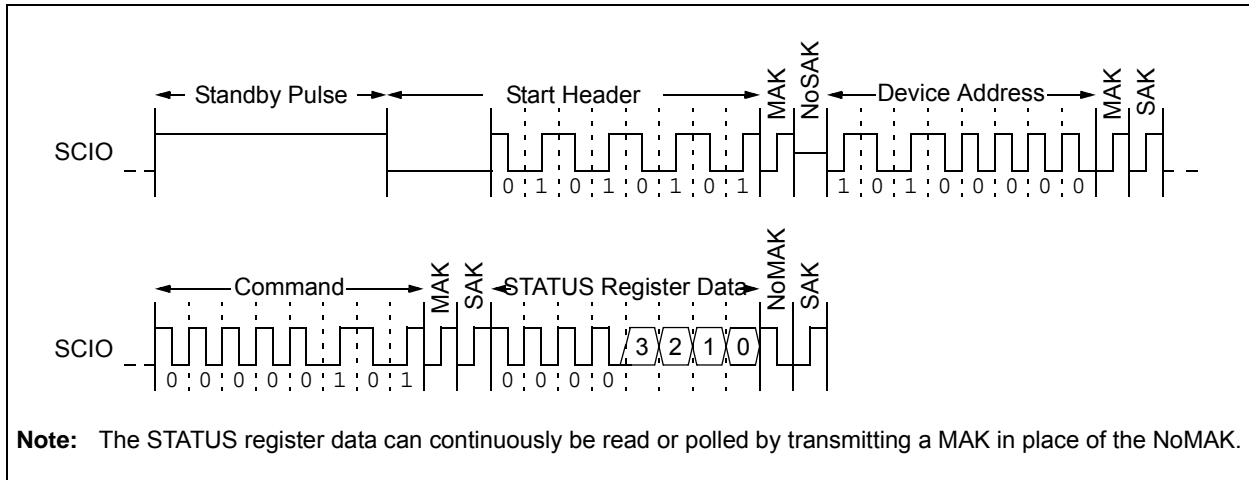 Standby Pulse
Start Header
MAK
NoSAK
Device Address
MAK
SAK
SCIO
0 1 0 1 0 1 0 1
1 0 1 0 0 0 0 0
Command
MAK
SAK
STATUS Register Data
NoMAK
SAK
SCIO
3 2 1 0
0 0 0 0 0 1 0 1
0 0 0 0
Note: The STATUS register data can continuously be read or polled by transmitting a MAK in place of the NoMAK.